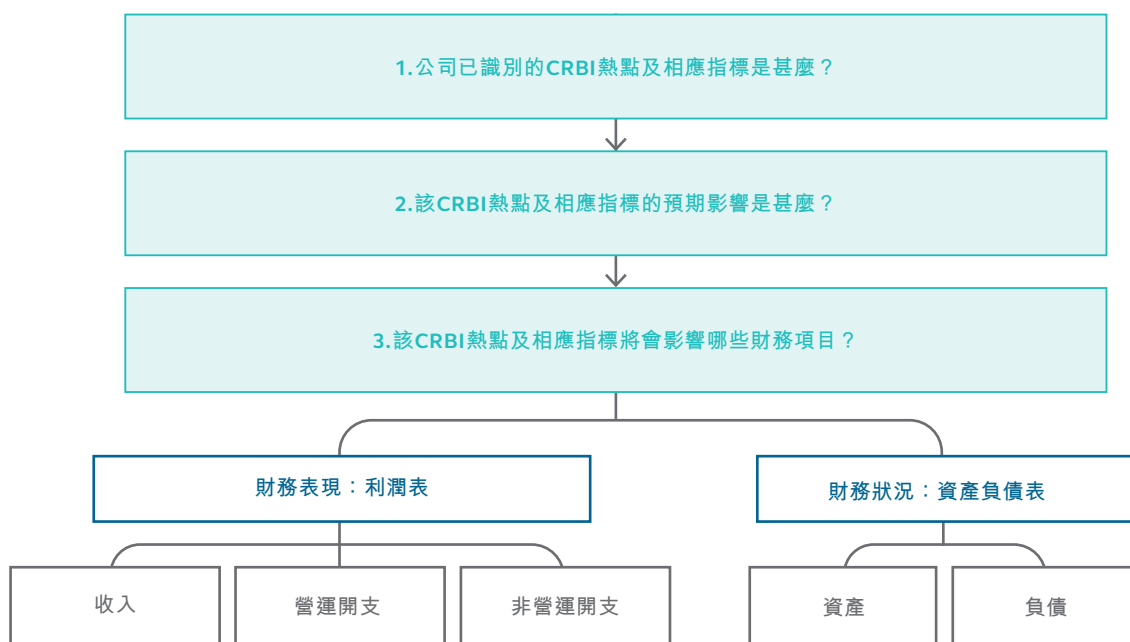 1.公司已識別的CRBI熱點及相應指標是甚麼？
2.該CRBI熱點及相應指標的預期影響是甚麼？
3.該CRBI熱點及相應指標將會影響哪些財務項目？
財務表現：利潤表
財務狀況：資產負債表
收入
營運開支
非營運開支
資產
負債